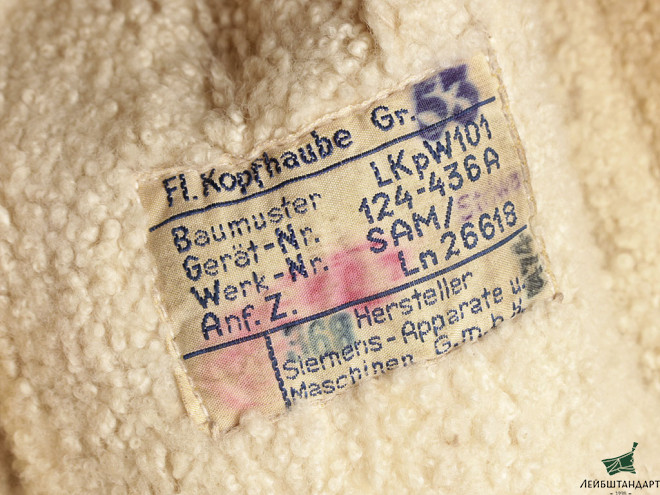 Fl. Kopfhaube Gr. 53
Baumuster LKpW101
Gerät-Nr. 124-436A
Werk-Nr. SAM/
Anf. Z. Ln 26618
Hersteller
Siemens-Apparate u.
Maschinen G.m.b.H.
ЛЕЙБШТАНДАРТ
1998